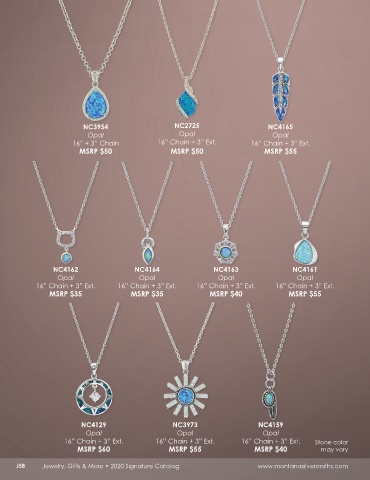 NC3954
Opal
16" + 3" Chain
MSRP $50
NC2725
Opal
16" Chain + 3" Ext.
MSRP $50
NC4165
Opal
16" Chain + 3" Ext.
MSRP $55
NC4162
Opal
16" Chain + 3" Ext.
MSRP $35
NC4164
Opal
16" Chain + 3" Ext.
MSRP $35
NC4163
Opal
16" Chain + 3" Ext.
MSRP $40
NC4161
Opal
16" Chain + 3" Ext.
MSRP $55
NC4129
Opal
16" Chain + 3" Ext.
MSRP $60
NC3973
Opal
16" Chain + 3" Ext.
MSRP $55
NC4159
Opal
16" Chain + 3" Ext.
MSRP $40
Stone color
may vary
J58 Jewelry, Gifts & More • 2020 Signature Catalog www.montanasilversmiths.com